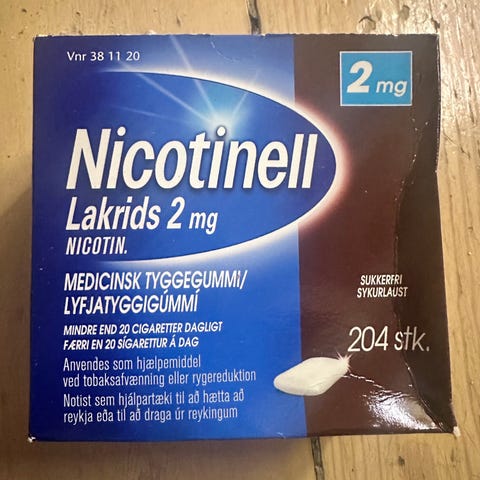 Vnr 38 11 20
2 mg
Nicotinell
Lakrids 2 mg
NICOTIN.
MEDICINSK TYGGEGUMMI/
LYFJATYGGIGÚMMÍ
SUKKERFRI
SYKURLAUST
MINDRE END 20 CIGARETTER DAGLIGT
FÆRRI EN 20 SÍGARETTUR Á DAG
204 stk.
Anvendes som hjælpemiddel
ved tobaksafvænning eller rygereduktion
Notist sem hjálpartæki til að hætta að
reykja eða til að draga úr reykingum